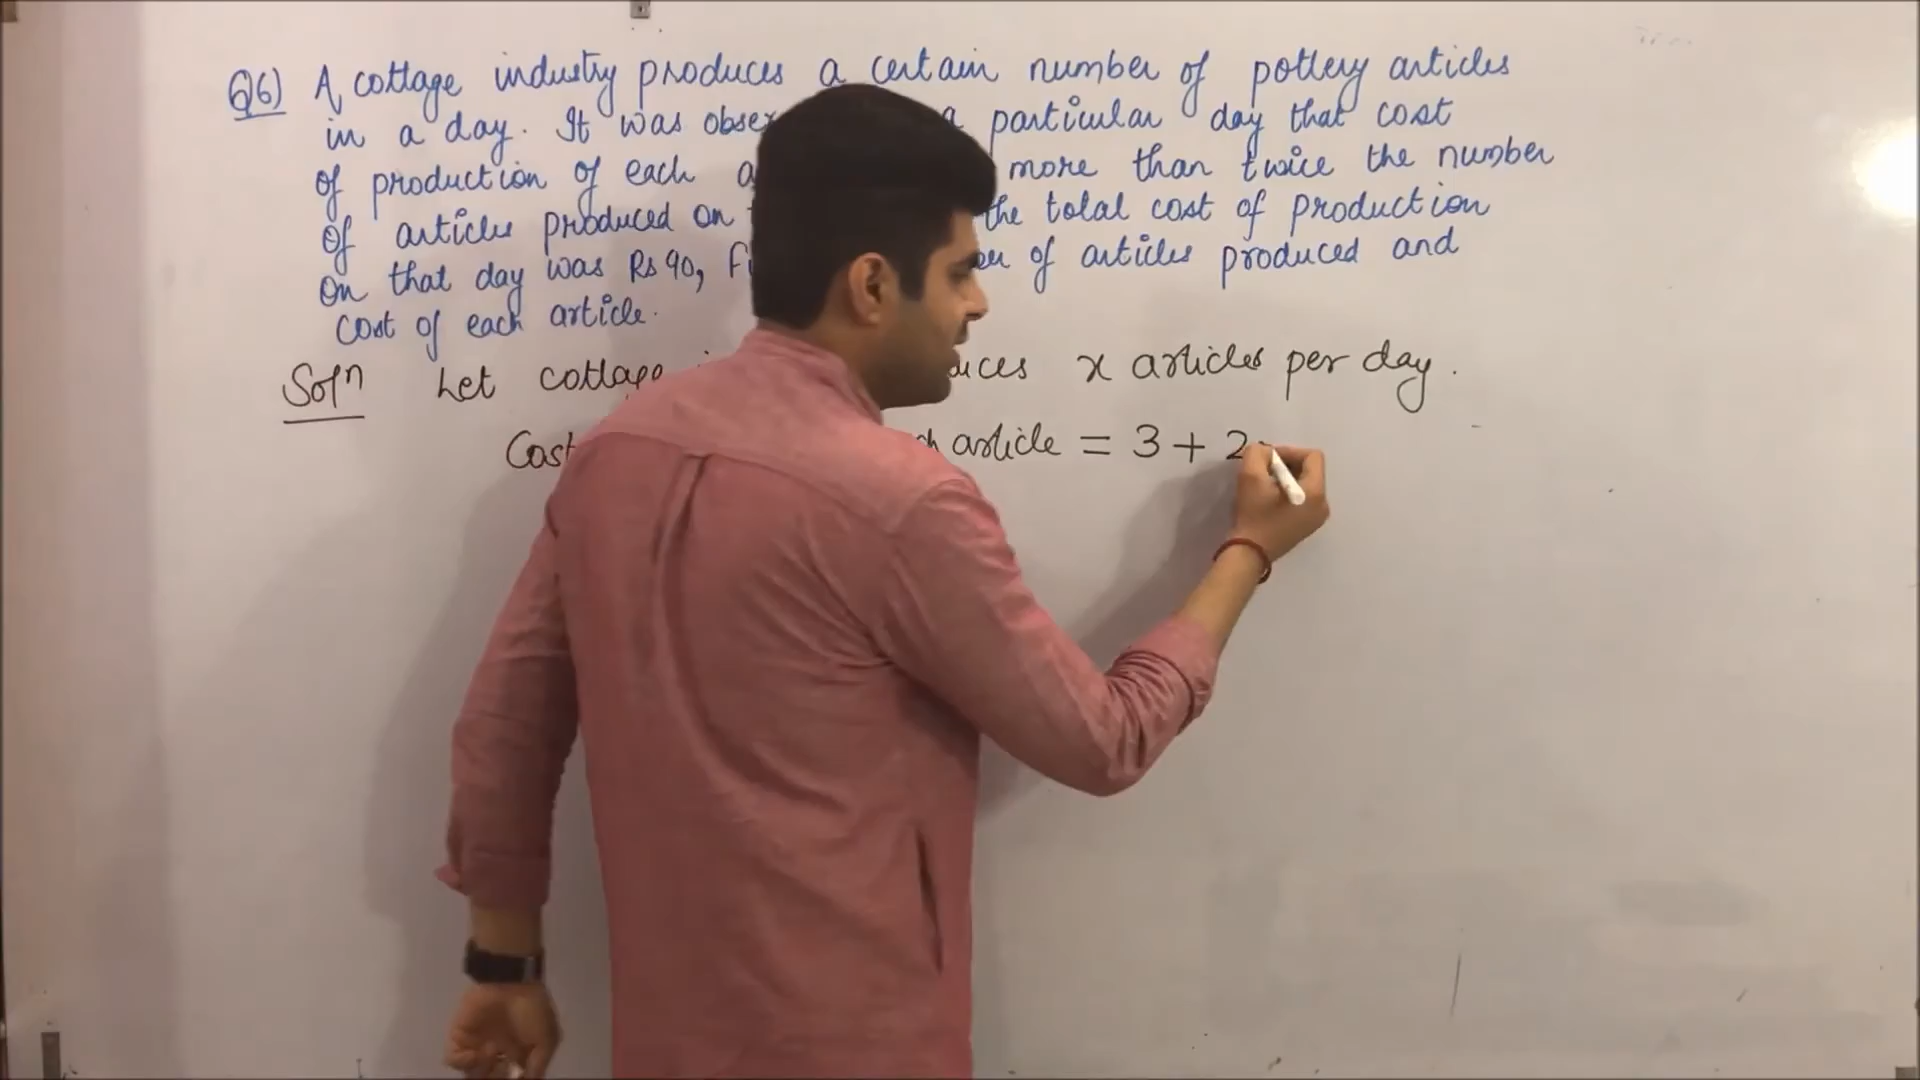 Q6) A cottage industry produces a certain number of pottery articles
in a day. It was obser a particular day that cost
of production of each a more than twice the number
of articles produced on the total cost of production
on that day was Rs 90, of articles produced and
cost of each article.
Solⁿ Let cottage x articles per day.
Cost article = 3 + 2